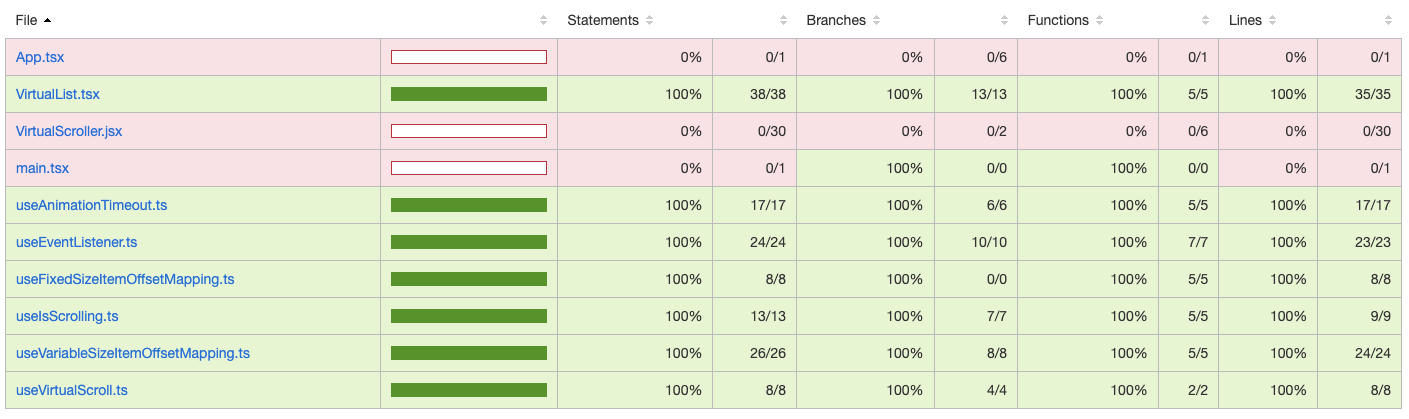 File Statements Branches Functions Lines
App.tsx 0% 0/1 0% 0/6 0% 0/1 0% 0/1
VirtualList.tsx 100% 38/38 100% 13/13 100% 5/5 100% 35/35
VirtualScroller.jsx 0% 0/30 0% 0/2 0% 0/6 0% 0/30
main.tsx 0% 0/1 100% 0/0 100% 0/0 0% 0/1
useAnimationTimeout.ts 100% 17/17 100% 6/6 100% 5/5 100% 17/17
useEventListener.ts 100% 24/24 100% 10/10 100% 7/7 100% 23/23
useFixedSizeItemOffsetMapping.ts 100% 8/8 100% 0/0 100% 5/5 100% 8/8
useIsScrolling.ts 100% 13/13 100% 7/7 100% 5/5 100% 9/9
useVariableSizeItemOffsetMapping.ts 100% 26/26 100% 8/8 100% 5/5 100% 24/24
useVirtualScroll.ts 100% 8/8 100% 4/4 100% 2/2 100% 8/8